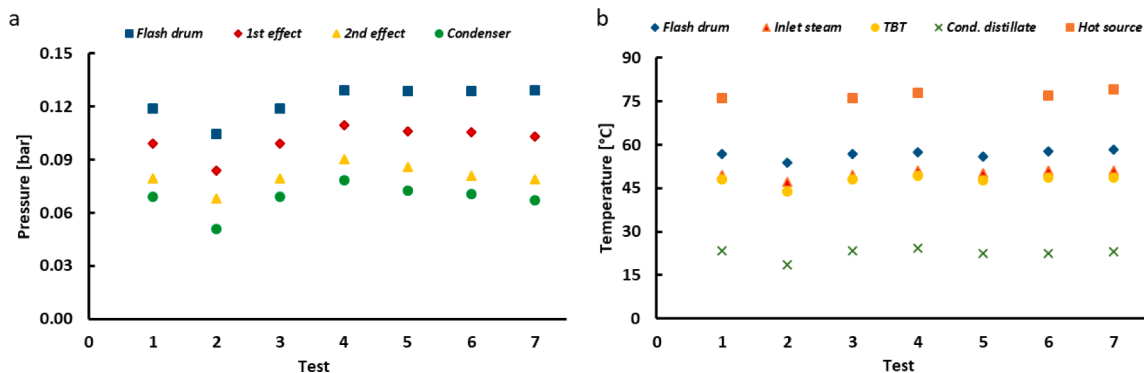 a
Flash drum 1st effect 2nd effect Condenser
0.15
0.12
0.09
0.06
0.03
0.00
Pressure [bar]
0 1 2 3 4 5 6 7
Test
b
Flash drum Inlet steam TBT Cond. distillate Hot source
90
75
60
45
30
15
0
Temperature [°C]
0 1 2 3 4 5 6 7
Test